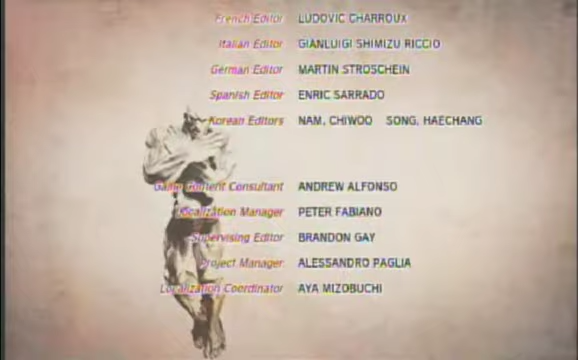 French Editor LUDOVIC CHARROUX
Italian Editor GIANLUIGI SHIMIZU RICCIO
German Editor MARTIN STROSCHEIN
Spanish Editor ENRIC SARRADO
Korean Editors NAM, CHIWOO SONG, HAECHANG
Game Content Consultant ANDREW ALFONSO
Localization Manager PETER FABIANO
Supervising Editor BRANDON GAY
Project Manager ALESSANDRO PAGLIA
Localization Coordinator AYA MIZOBUCHI